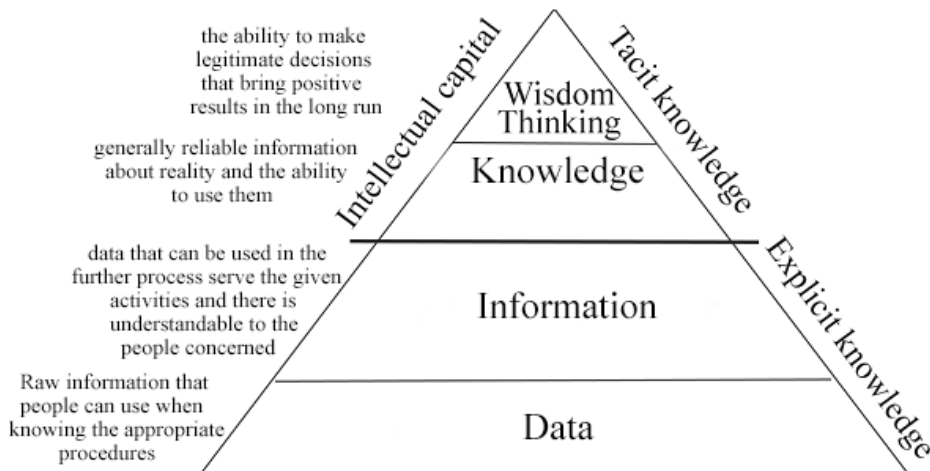 the ability to make
legitimate decisions
that bring positive
results in the long run
Intellectual capital
Tacit knowledge
Wisdom
Thinking
generally reliable information
about reality and the ability
to use them
Knowledge
data that can be used in the
further process serve the given
activities and there is
understandable to the
people concerned
Information
Explicit knowledge
Raw information that
people can use when
knowing the appropriate
procedures
Data